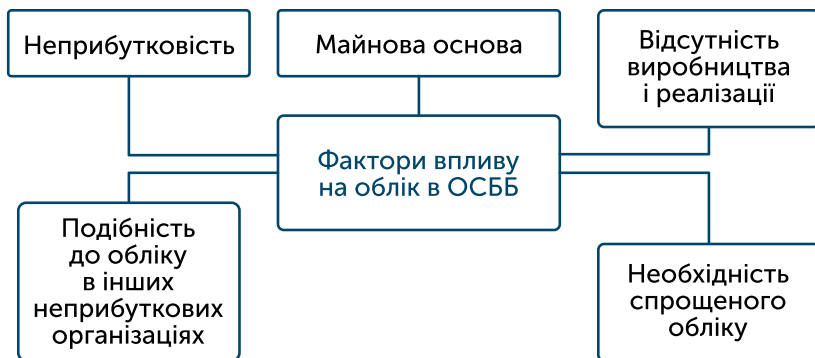 Неприбутковість
Майнова основа
Відсутність
виробництва
і реалізації
Фактори впливу
на облік в ОСББ
Подібність
до обліку
в інших
неприбуткових
організаціях
Необхідність
спрощеного
обліку